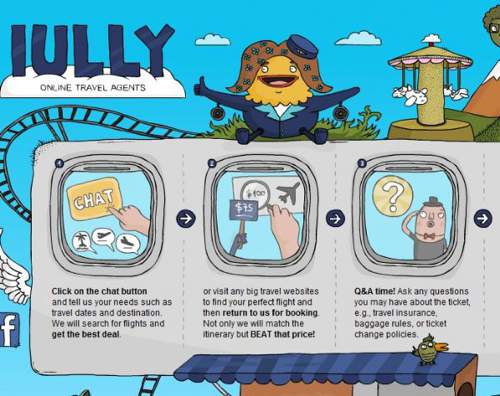 IULLY
ONLINE TRAVEL AGENTS
1
2
3
CHAT
$100
$75
?
Click on the chat button
and tell us your needs such as
travel dates and destination.
We will search for flights and
get the best deal.
or visit any big travel websites
to find your perfect flight and
then return to us for booking.
Not only we will match the
itinerary but BEAT that price!
Q&A time! Ask any questions
you may have about the ticket,
e.g., travel insurance,
baggage rules, or ticket
change policies.
f